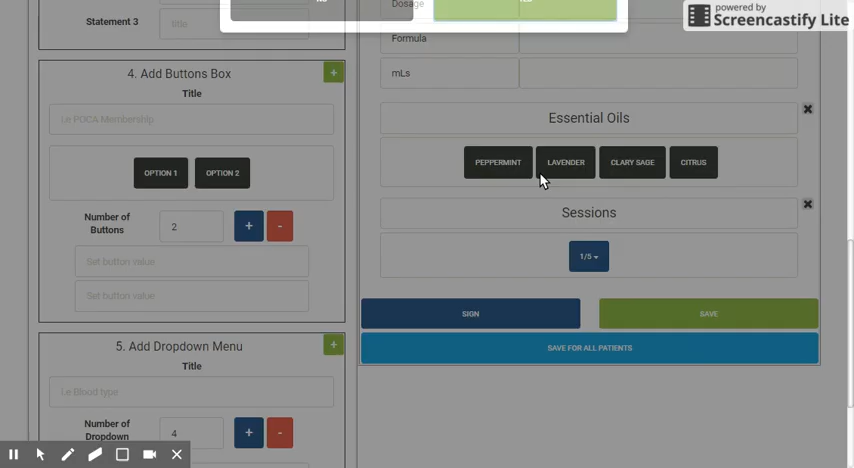 Dosage
powered by
Screencastify Lite
Statement 3
title
Formula
mLs
4. Add Buttons Box
+
Title
i.e POCA Membership
OPTION 1
OPTION 2
Number of
Buttons
2
+
-
Set button value
Set button value
Essential Oils
PEPPERMINT
LAVENDER
CLARY SAGE
CITRUS
Sessions
1/5
SIGN
SAVE
SAVE FOR ALL PATIENTS
5. Add Dropdown Menu
+
Title
i.e Blood type
Number of
Dropdown
4
+
-